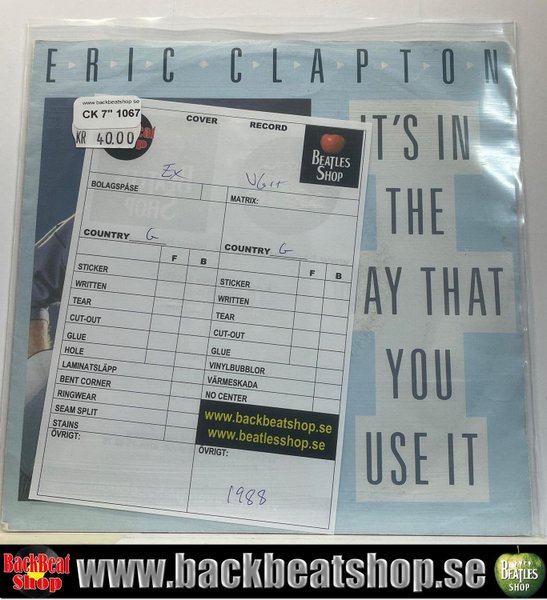 ERIC CLAPTON
www.backbeatshop.se
CK 7" 1067
KR 40.00
COVER
RECORD
BEATLES
SHOP
IT'S IN
THE
AY THAT
YOU
USE IT
Ex
VG++
BOLAGSPÅSE
MATRIX:
COUNTRY G
COUNTRY G
F B
F B
STICKER
WRITTEN
TEAR
CUT-OUT
GLUE
HOLE
LAMINATSLÄPP
BENT CORNER
RINGWEAR
SEAM SPLIT
STAINS
ÖVRIGT:
STICKER
WRITTEN
TEAR
CUT-OUT
GLUE
VINYLBUBBLOR
VÄRMESKADA
NO CENTER
www.backbeatshop.se
www.beatlesshop.se
ÖVRIGT:
1988
BackBeat
Shop
www.backbeatshop.se
BEATLES
SHOP